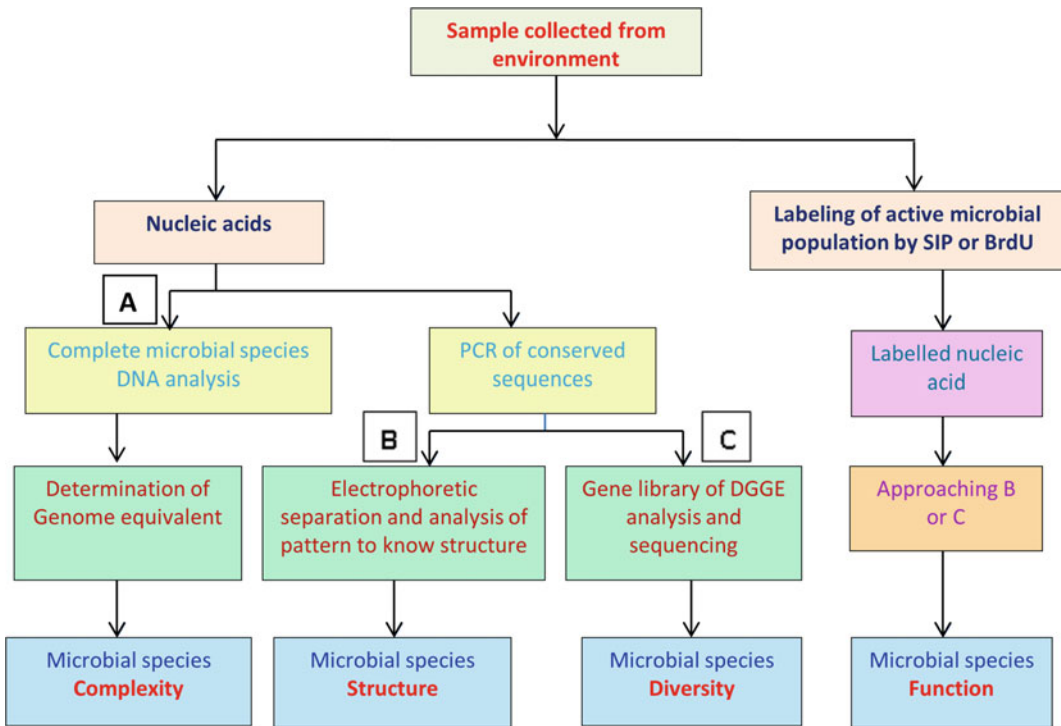 Sample collected from
environment
Nucleic acids
Labeling of active microbial
population by SIP or BrdU
A
Complete microbial species
DNA analysis
PCR of conserved
sequences
Labelled nucleic
acid
B
C
Determination of
Genome equivalent
Electrophoretic
separation and analysis of
pattern to know structure
Gene library of DGGE
analysis and
sequencing
Approaching B
or C
Microbial species
Complexity
Microbial species
Structure
Microbial species
Diversity
Microbial species
Function